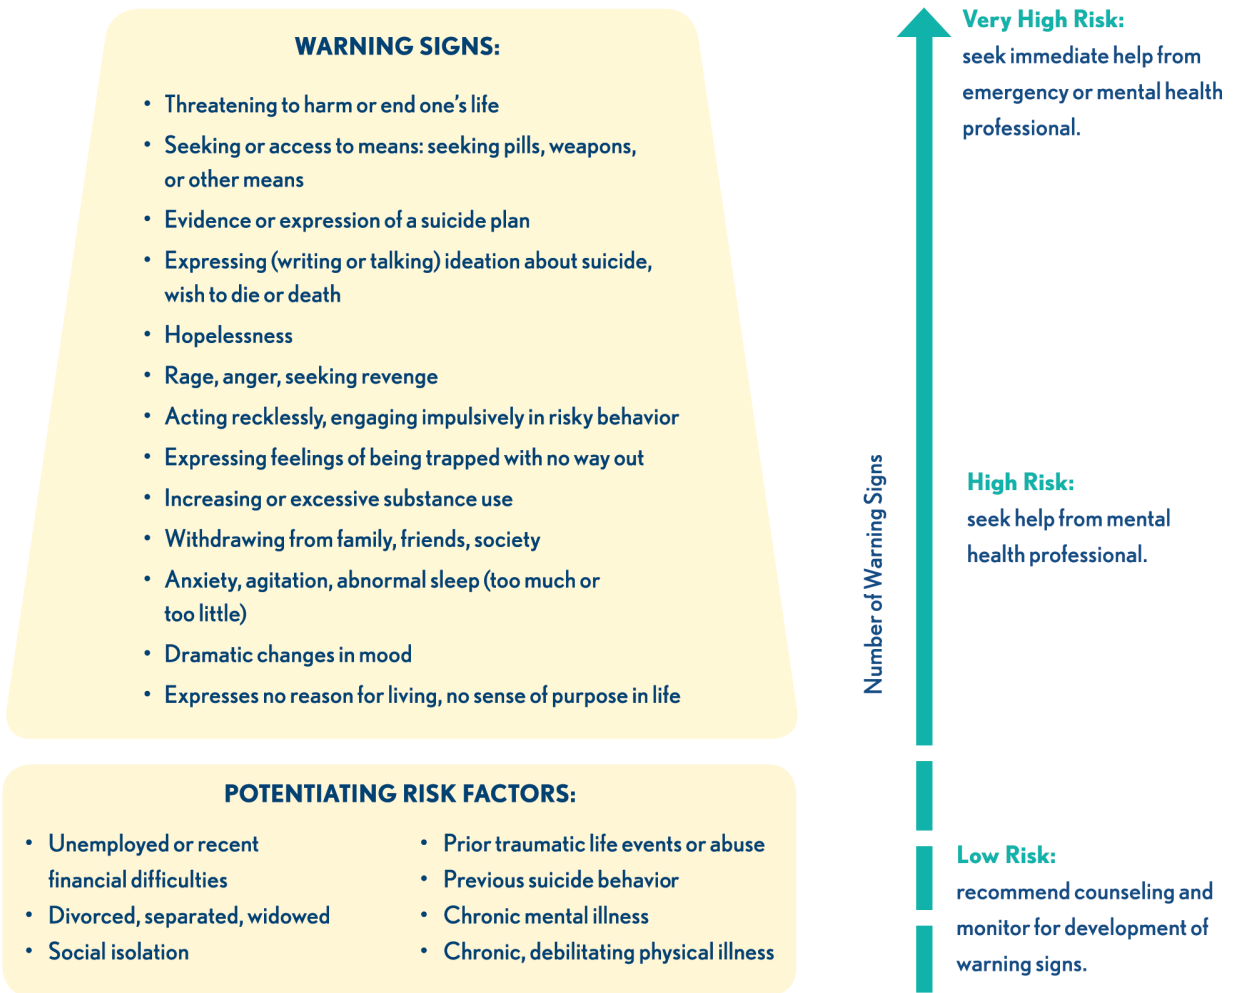 WARNING SIGNS:
• Threatening to harm or end one's life
• Seeking or access to means: seeking pills, weapons,
or other means
• Evidence or expression of a suicide plan
• Expressing (writing or talking) ideation about suicide,
wish to die or death
• Hopelessness
• Rage, anger, seeking revenge
• Acting recklessly, engaging impulsively in risky behavior
• Expressing feelings of being trapped with no way out
• Increasing or excessive substance use
• Withdrawing from family, friends, society
• Anxiety, agitation, abnormal sleep (too much or
too little)
• Dramatic changes in mood
• Expresses no reason for living, no sense of purpose in life
POTENTIATING RISK FACTORS:
• Unemployed or recent
financial difficulties
• Divorced, separated, widowed
• Social isolation
• Prior traumatic life events or abuse
• Previous suicide behavior
• Chronic mental illness
• Chronic, debilitating physical illness
Number of Warning Signs
Very High Risk:
seek immediate help from
emergency or mental health
professional.
High Risk:
seek help from mental
health professional.
Low Risk:
recommend counseling and
monitor for development of
warning signs.